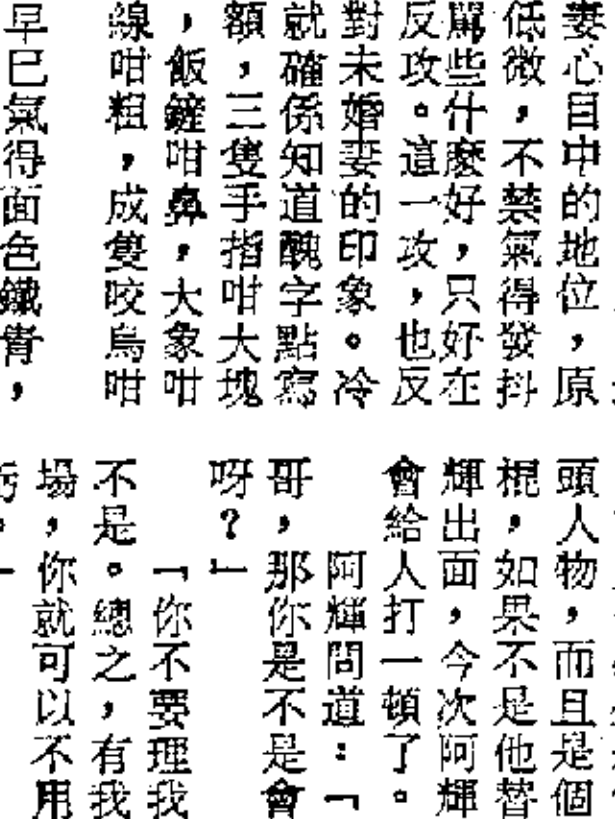 妻心目中的地位，原
低微，不禁氣得發抖
罵些什麽好，只好在
反攻。這一攻，也反
對未婚妻的印象。冷
就確係知道醜字點寫
額，三隻手指咁大塊
，飯鏟咁鼻，大象咁
線咁粗，成隻咬烏咁
早已氣得面色鐵青，
頭人物，而且是個
棍，如果不是他替
輝出面，今次阿輝
會給人打一頓了。
阿輝問道：「
哥，那你是不是會
呀？」
「你不要理我
不是。總之，有我
場，你就可以不用